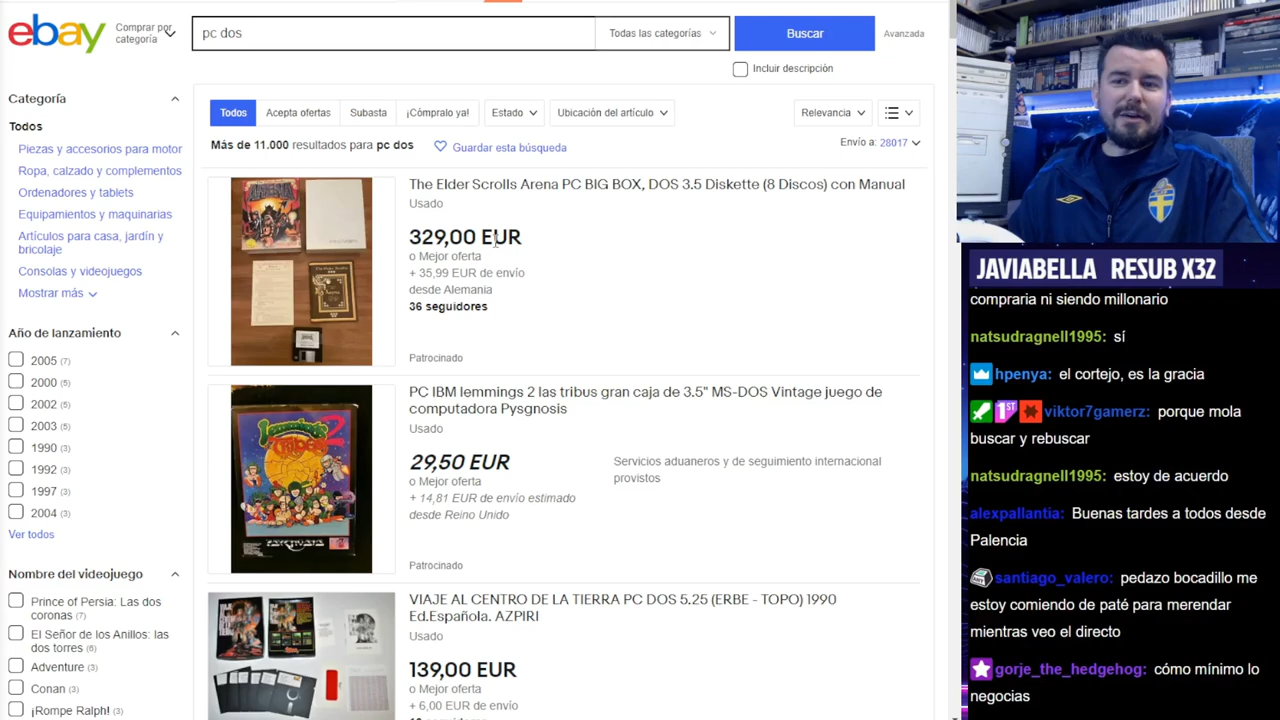 ebay
Comprar por
categoría
pc dos
Todas las categorías
Buscar
Avanzada
Incluir descripción
Categoría
Todos
Piezas y accesorios para motor
Ropa, calzado y complementos
Ordenadores y tablets
Equipamientos y maquinarias
Artículos para casa, jardín y
bricolaje
Consolas y videojuegos
Mostrar más
Año de lanzamiento
2005 (7)
2000 (5)
2002 (5)
2003 (5)
1990 (3)
1992 (3)
1997 (3)
2004 (3)
Ver todos
Nombre del videojuego
Prince of Persia: Las dos
coronas (7)
El Señor de los Anillos: las
dos torres (6)
Adventure (3)
Conan (3)
¡Rompe Ralph! (3)
Todos
Acepta ofertas
Subasta
¡Cómpralo ya!
Estado
Ubicación del artículo
Relevancia
Más de 11.000 resultados para pc dos
Guardar esta búsqueda
Envío a: 28017
The Elder Scrolls Arena PC BIG BOX, DOS 3.5 Diskette (8 Discos) con Manual
Usado
329,00 EUR
o Mejor oferta
+ 35,99 EUR de envío
desde Alemania
36 seguidores
Patrocinado
PC IBM lemmings 2 las tribus gran caja de 3.5" MS-DOS Vintage juego de
computadora Pysgnosis
Usado
29,50 EUR
o Mejor oferta
+ 14,81 EUR de envío estimado
desde Reino Unido
Servicios aduaneros y de seguimiento internacional
provistos
Patrocinado
VIAJE AL CENTRO DE LA TIERRA PC DOS 5.25 (ERBE - TOPO) 1990
Ed.Española. AZPIRI
Usado
139,00 EUR
o Mejor oferta
+ 6,00 EUR de envío
JAVIABELLA RESUB X32
compraria ni siendo millonario
natsudragnell1995: sí
hpenya: el cortejo, es la gracia
1ST viktor7gamerz: porque mola
buscar y rebuscar
natsudragnell1995: estoy de acuerdo
alexpallantia: Buenas tardes a todos desde
Palencia
santiago_valero: pedazo bocadillo me
estoy comiendo de paté para merendar
mientras veo el directo
gorje_the_hedgehog: cómo mínimo lo
negocias